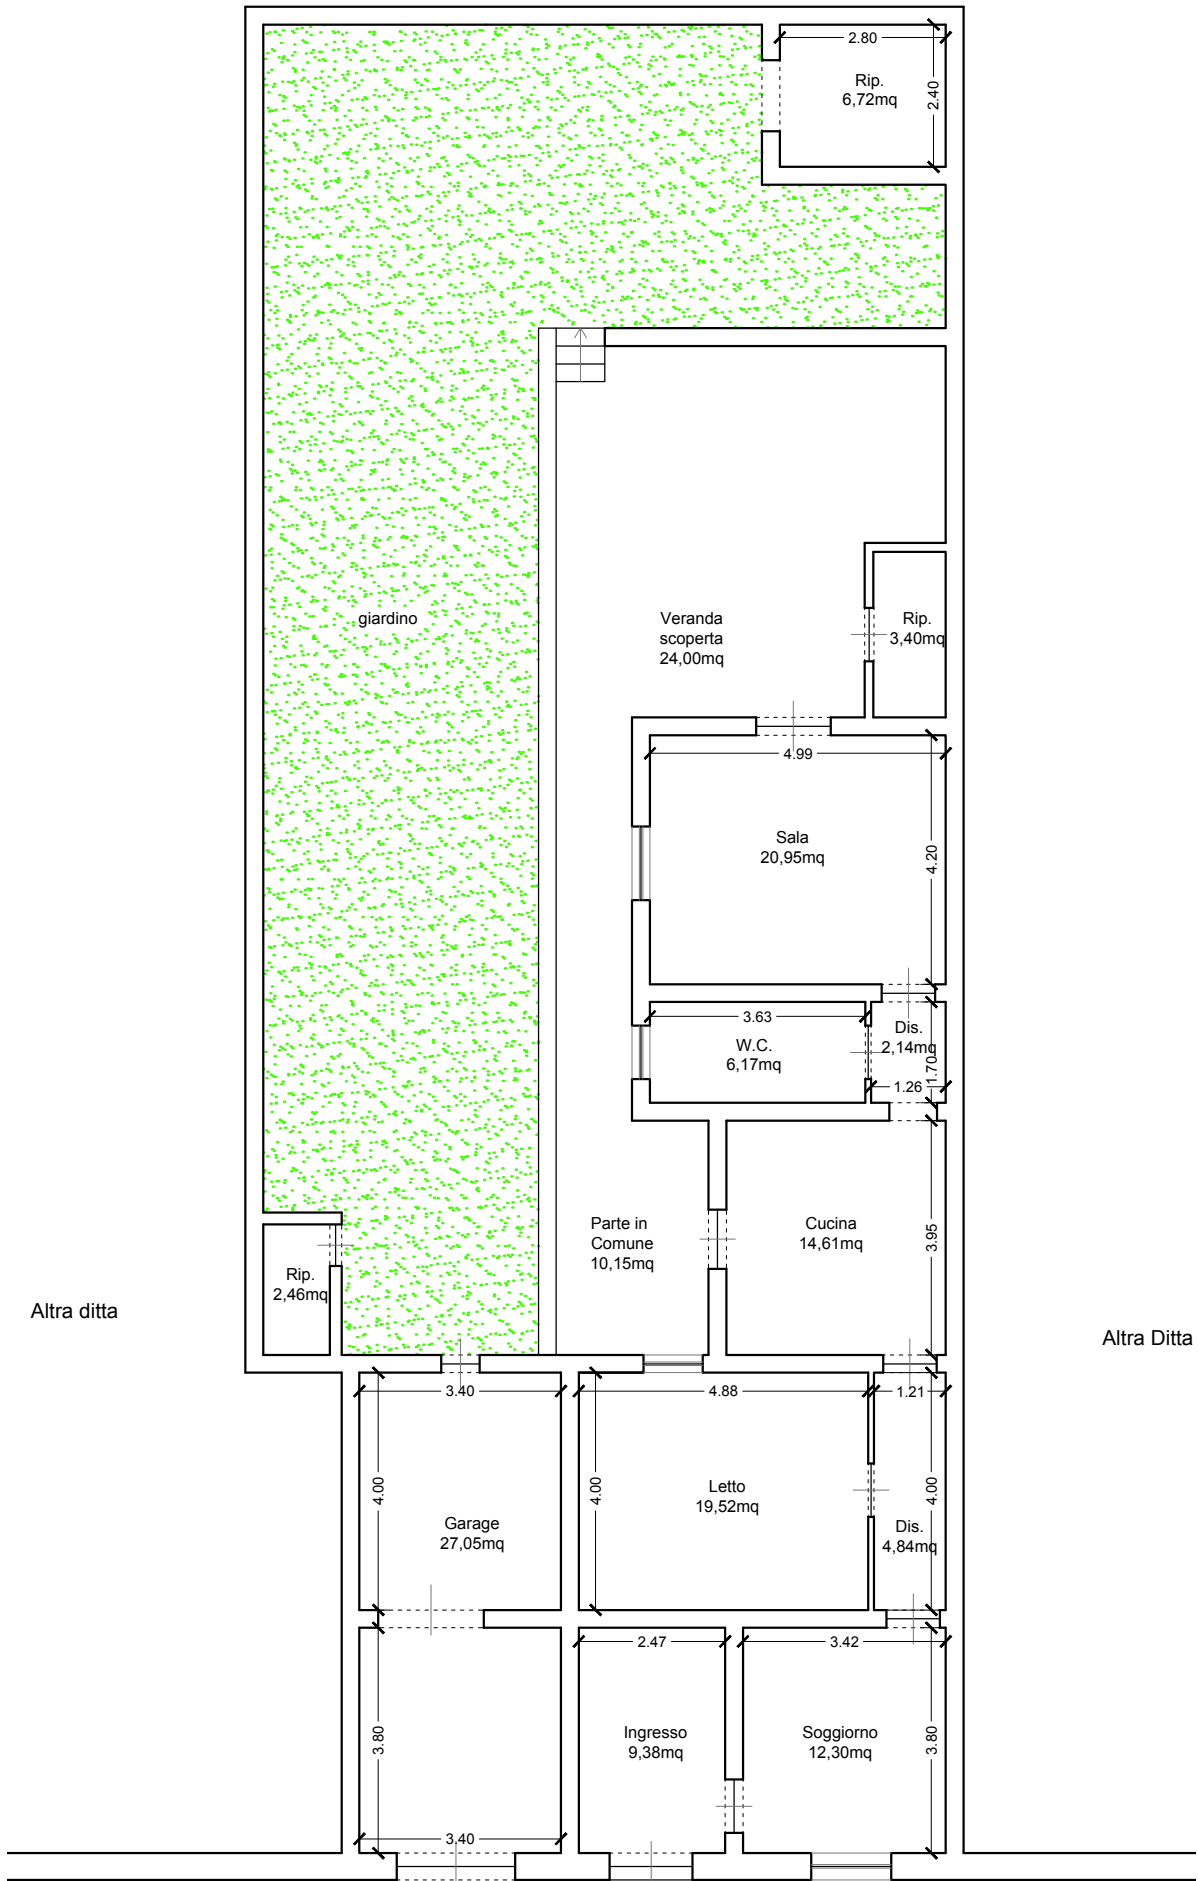 2.80
Rip.
6,72mq
2.40
giardino
Veranda
scoperta
24,00mq
Rip.
3,40mq
4.99
Sala
20,95mq
4.20
3.63
W.C.
6,17mq
Dis.
2,14mq
1.70
1.26
Parte in
Comune
10,15mq
Cucina
14,61mq
3.95
Rip.
2,46mq
Altra ditta
Altra Ditta
3.40
4.88
1.21
4.00
4.00
4.00
Letto
19,52mq
Garage
27,05mq
Dis.
4,84mq
2.47
3.42
3.80
Ingresso
9,38mq
Soggiorno
12,30mq
3.80
3.40